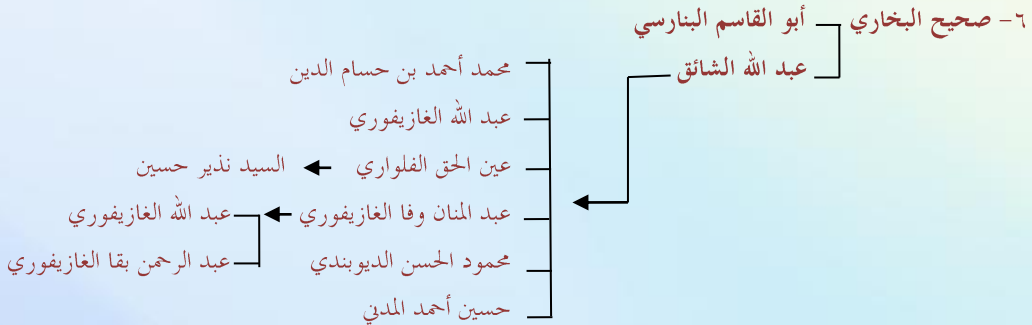 ٦- صحيح البخاري أبو القاسم البنارسي
عبد الله الشائق
محمد أحمد بن حسام الدين
عبد الله الغازيفوري
عين الحق الفلواري السيد نذير حسين
عبد المنان وفا الغازيفوري عبد الله الغازيفوري
محمود الحسن الديوبندي عبد الرحمن بقا الغازيفوري
حسين أحمد المدني